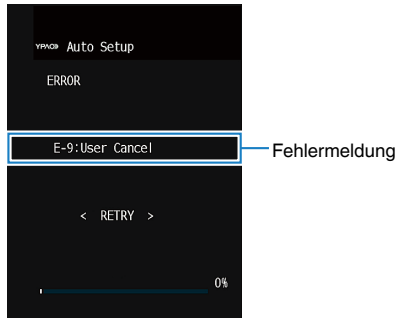 YPAO Auto Setup
ERROR
E-9:User Cancel
Fehlermeldung
< RETRY >
0%